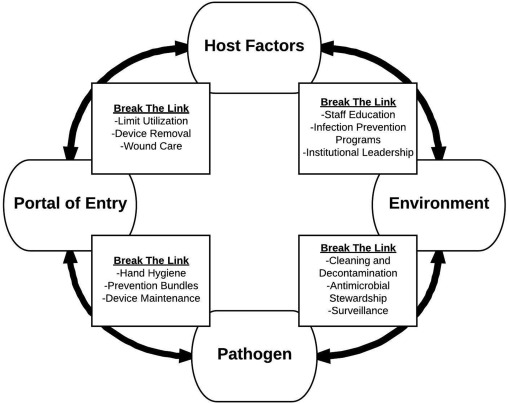 Host Factors
Break The Link
-Limit Utilization
-Device Removal
-Wound Care
Break The Link
-Staff Education
-Infection Prevention
Programs
-Institutional Leadership
Portal of Entry
Environment
Break The Link
-Hand Hygiene
-Prevention Bundles
-Device Maintenance
Break The Link
-Cleaning and
Decontamination
-Antimicrobial
Stewardship
-Surveillance
Pathogen